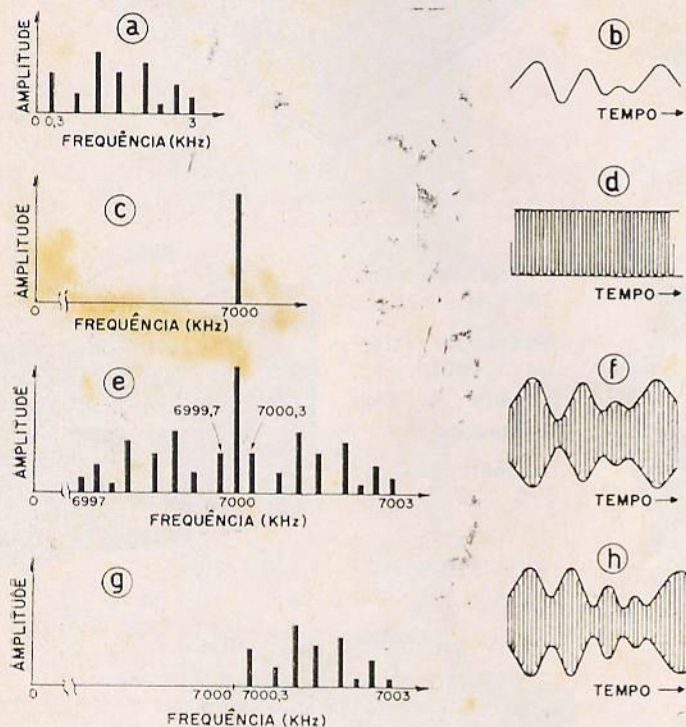 AMPLITUDE
a
0 0,3
3
FREQUÊNCIA (KHz)
b
TEMPO
AMPLITUDE
c
0
7000
FREQUÊNCIA (KHz)
d
TEMPO
AMPLITUDE
e
6999,7
7000,3
0
6997
7000
7003
FREQUÊNCIA (KHz)
f
TEMPO
AMPLITUDE
g
0
7000
7000,3
7003
FREQUÊNCIA (KHz)
h
TEMPO